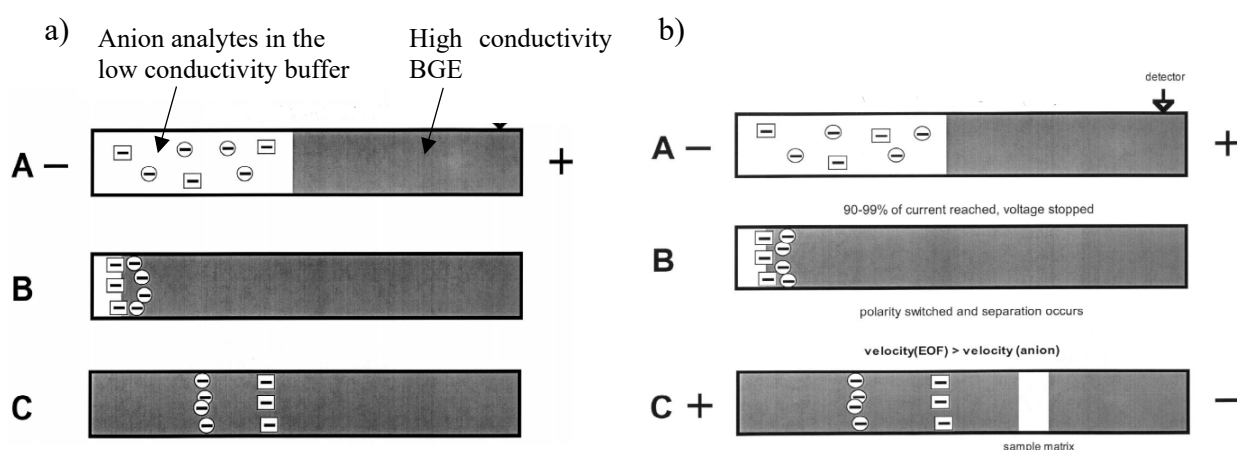 a)
Anion analytes in the
low conductivity buffer
High conductivity
BGE
A − +
B
C
b)
detector
A − +
90-99% of current reached, voltage stopped
B
polarity switched and separation occurs
velocity(EOF) > velocity (anion)
C + −
sample matrix